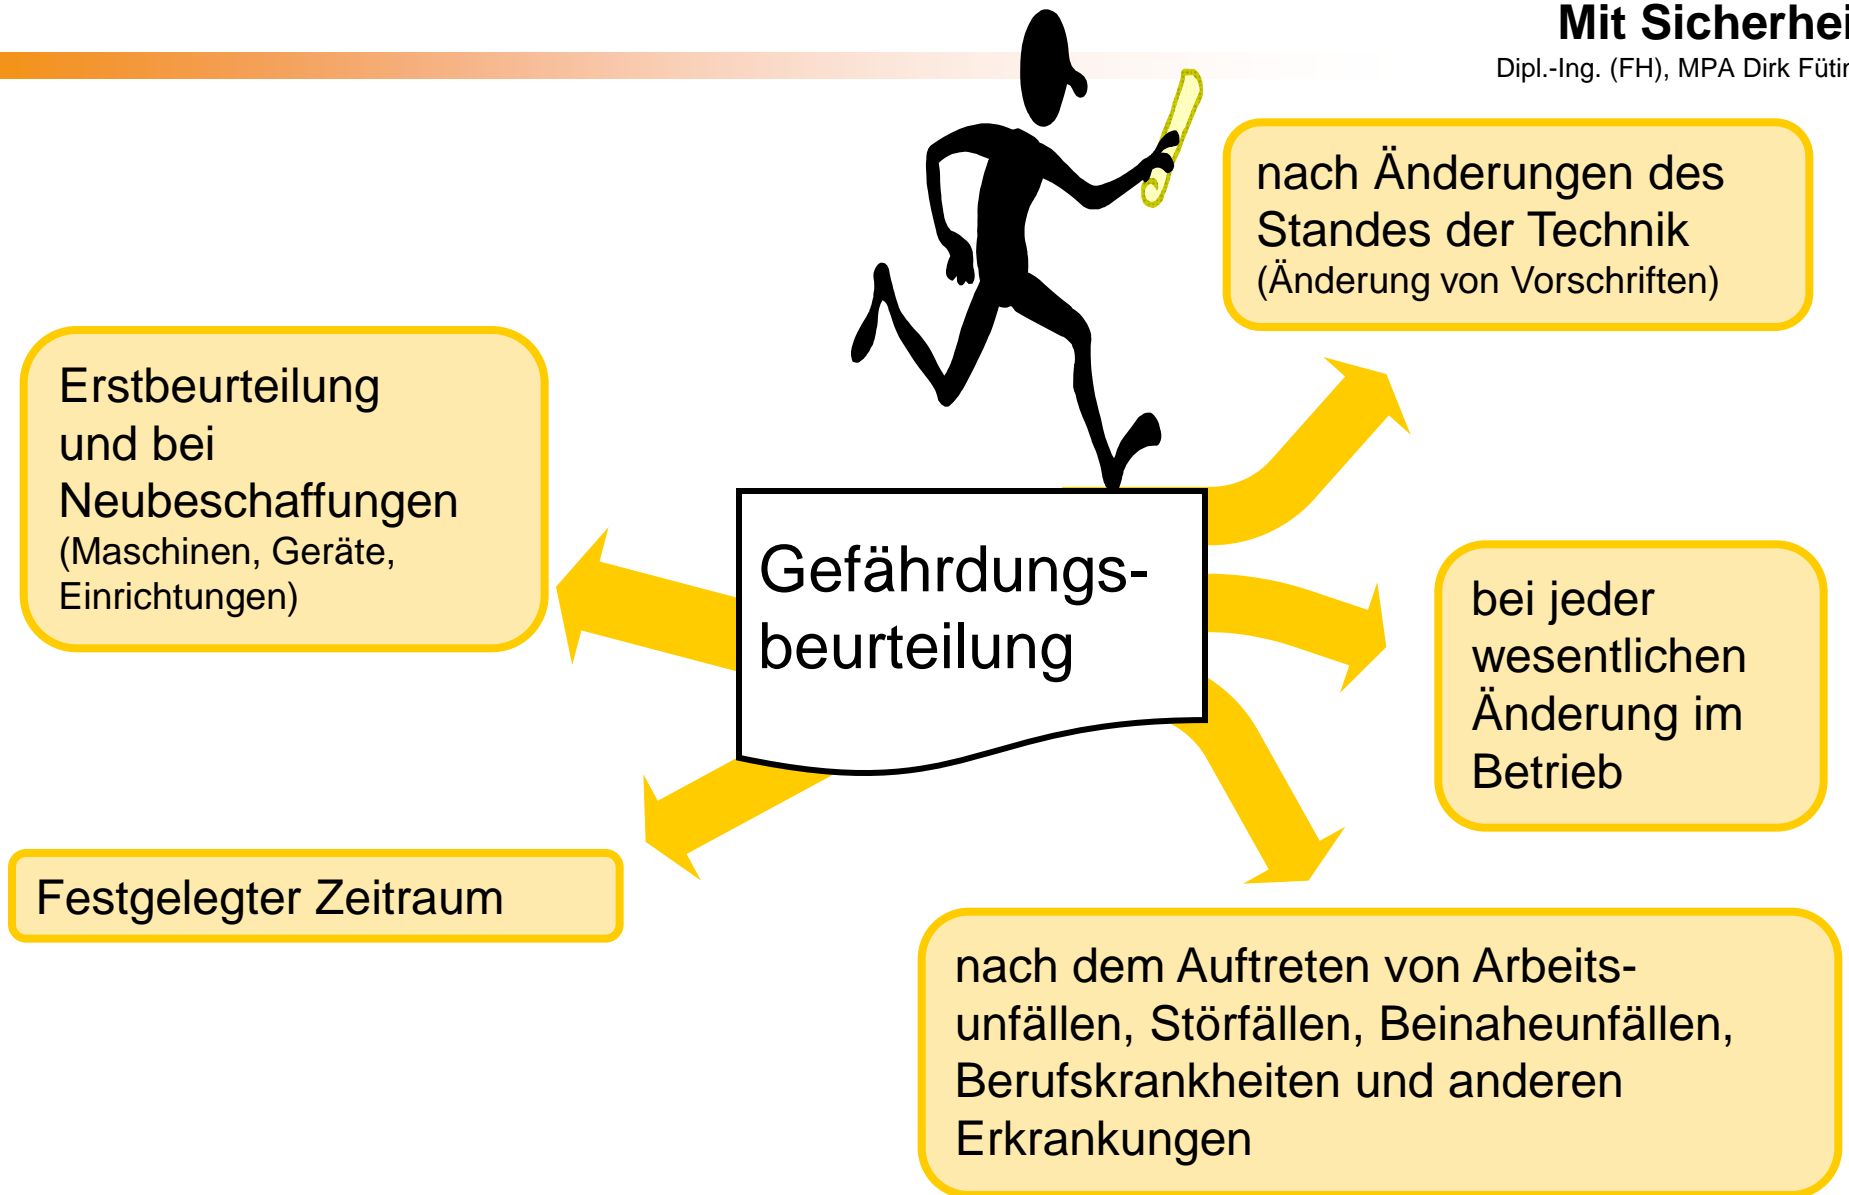 Mit Sicherhei
Dipl.-Ing. (FH), MPA Dirk Fütin
nach Änderungen des
Standes der Technik
(Änderung von Vorschriften)
Erstbeurteilung
und bei
Neubeschaffungen
(Maschinen, Geräte,
Einrichtungen)
Gefährdungs-
beurteilung
bei jeder
wesentlichen
Änderung im
Betrieb
Festgelegter Zeitraum
nach dem Auftreten von Arbeits-
unfällen, Störfällen, Beinaheunfällen,
Berufskrankheiten und anderen
Erkrankungen